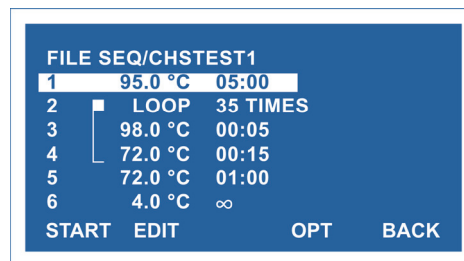 FILE SEQ/CHSTEST1
1 95.0 °C 05:00
2 LOOP 35 TIMES
3 98.0 °C 00:05
4 72.0 °C 00:15
5 72.0 °C 01:00
6 4.0 °C ∞
START EDIT OPT BACK